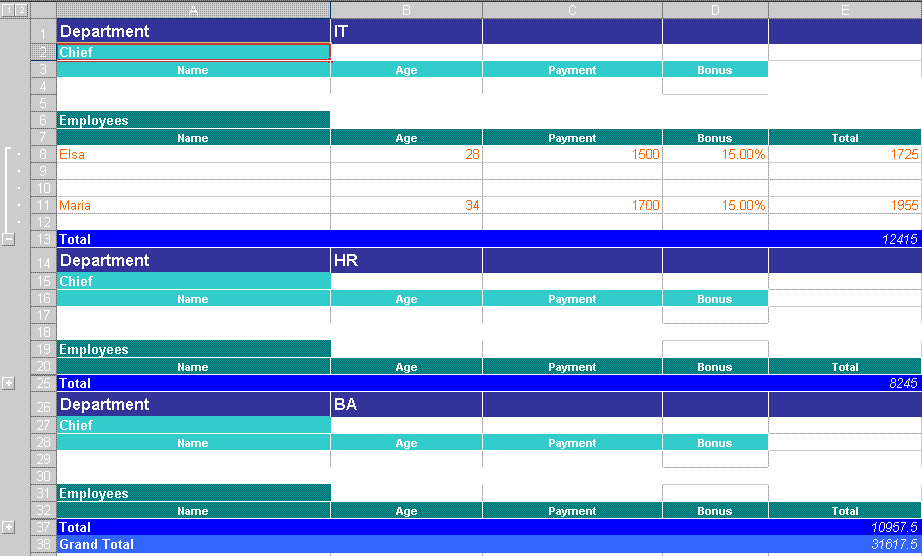 1 2
A B C D E
1 Department IT
2 Chief
3 Name Age Payment Bonus
4
5
6 Employees
7 Name Age Payment Bonus Total
8 Elsa 28 1500 15.00% 1725
9
10
11 Maria 34 1700 15.00% 1955
12
13 Total 12415
14 Department HR
15 Chief
16 Name Age Payment Bonus
17
18
19 Employees
20 Name Age Payment Bonus Total
25 Total 8245
26 Department BA
27 Chief
28 Name Age Payment Bonus
29
30
31 Employees
32 Name Age Payment Bonus Total
37 Total 10957.5
38 Grand Total 31617.5